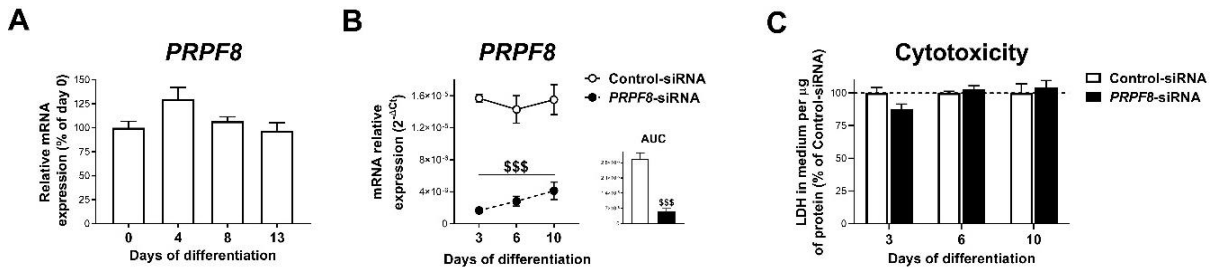 A
PRPF8
Relative mRNA
expression (% of day 0)
150
125
100
75
50
25
0
0 4 8 13
Days of differentiation
B
PRPF8
Control-siRNA
PRPF8-siRNA
mRNA relative
expression (2-ΔCt)
$$$
0
3 6 10
Days of differentiation
AUC
$$$
0
C
Cytotoxicity
Control-siRNA
PRPF8-siRNA
LDH in medium per µg
of protein (% of Control-siRNA)
100
75
50
25
0
3 6 10
Days of differentiation